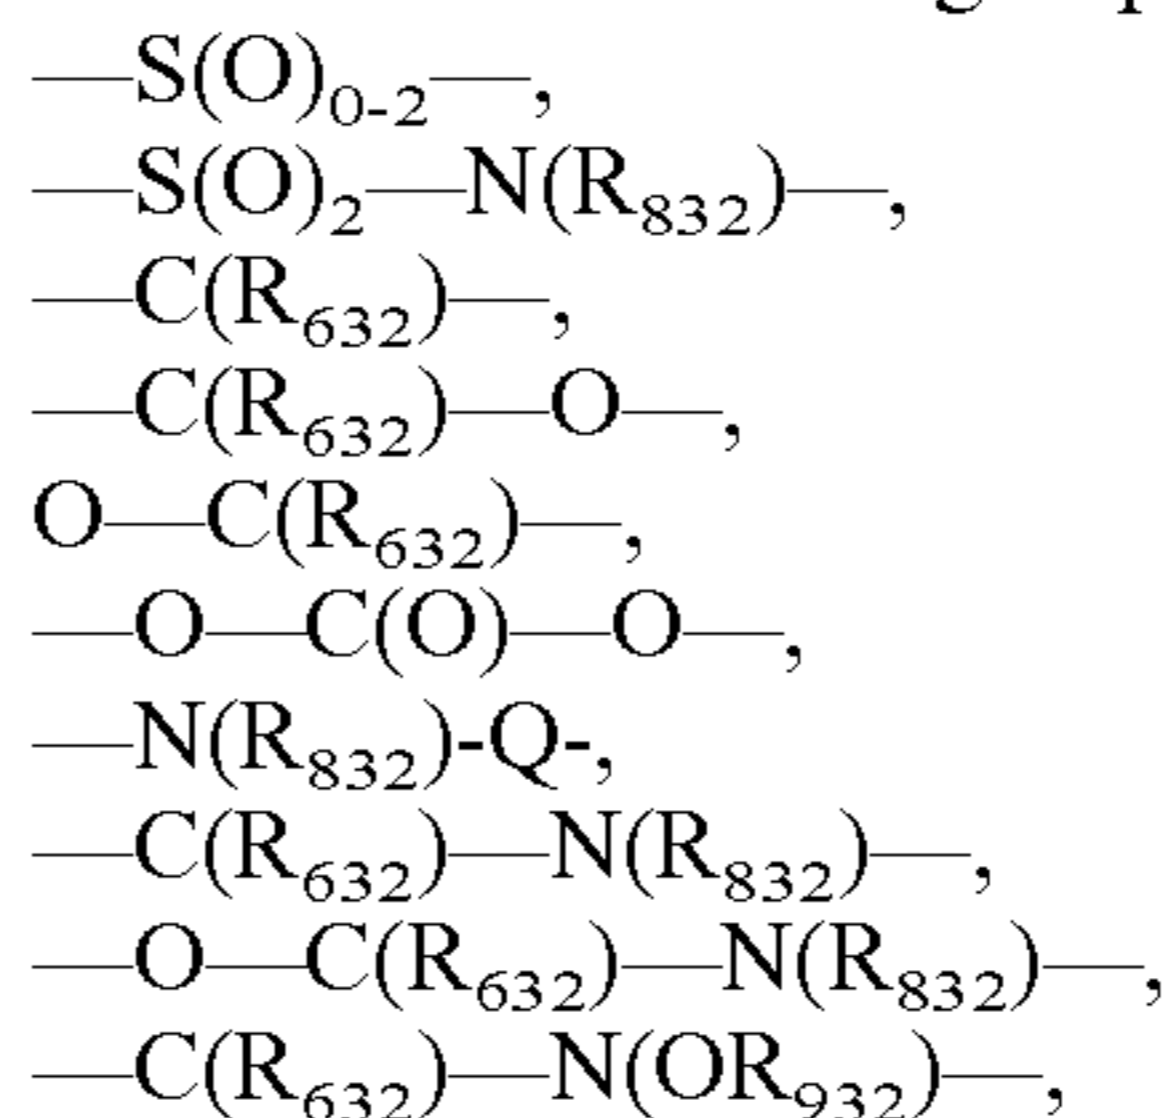 —S(O)₀₋₂—,
—S(O)₂—N(R₈₃₂)—,
—C(R₆₃₂)—,
—C(R₆₃₂)—O—,
O—C(R₆₃₂)—,
—O—C(O)—O—,
—N(R₈₃₂)-Q-,
—C(R₆₃₂)—N(R₈₃₂)—,
—O—C(R₆₃₂)—N(R₈₃₂)—,
—C(R₆₃₂)—N(OR₉₃₂)—,